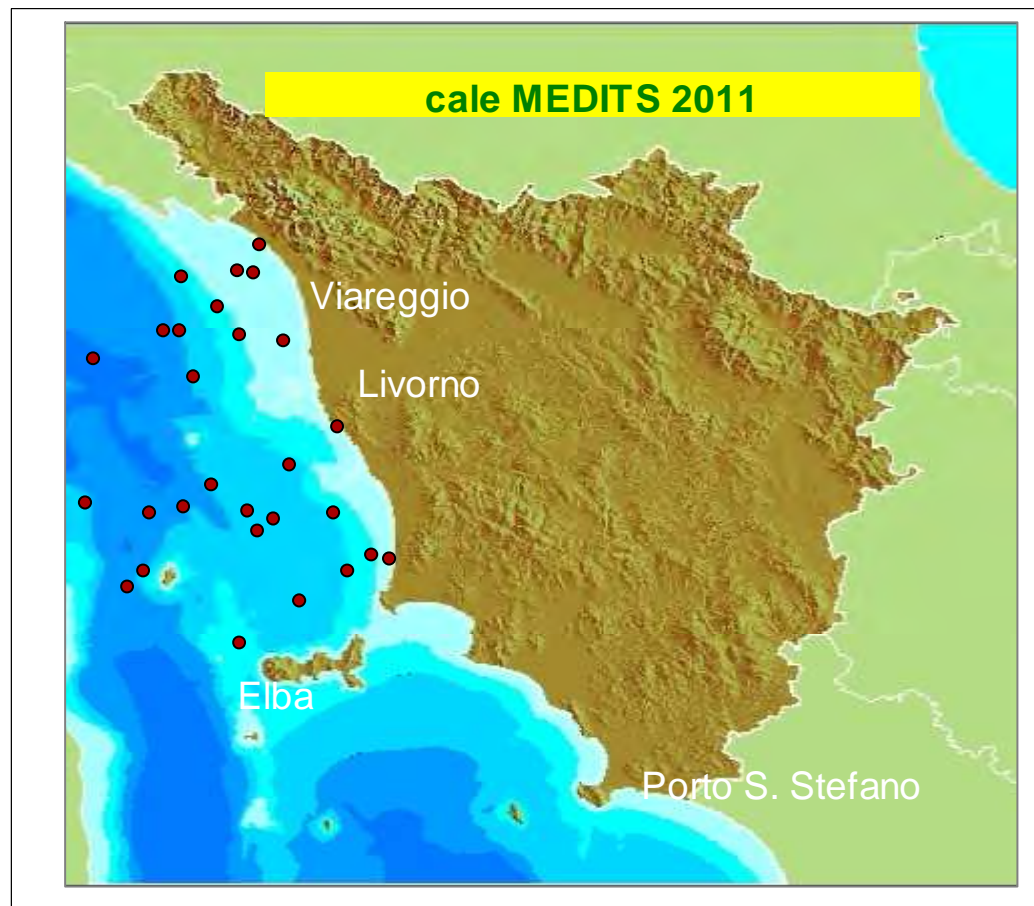 cale MEDITS 2011
Viareggio
Livorno
Elba
Porto S. Stefano